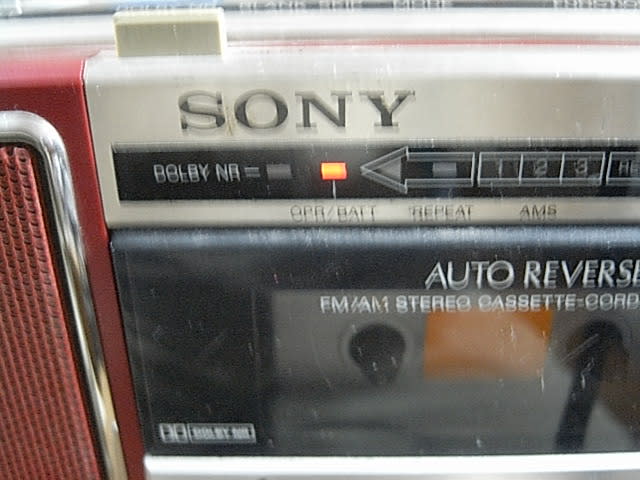 SONY
DOLBY NR
1 2 3
OPR/BATT REPEAT AMS
AUTO REVERSE
FM/AM STEREO CASSETTE-CORD
DOLBY NR